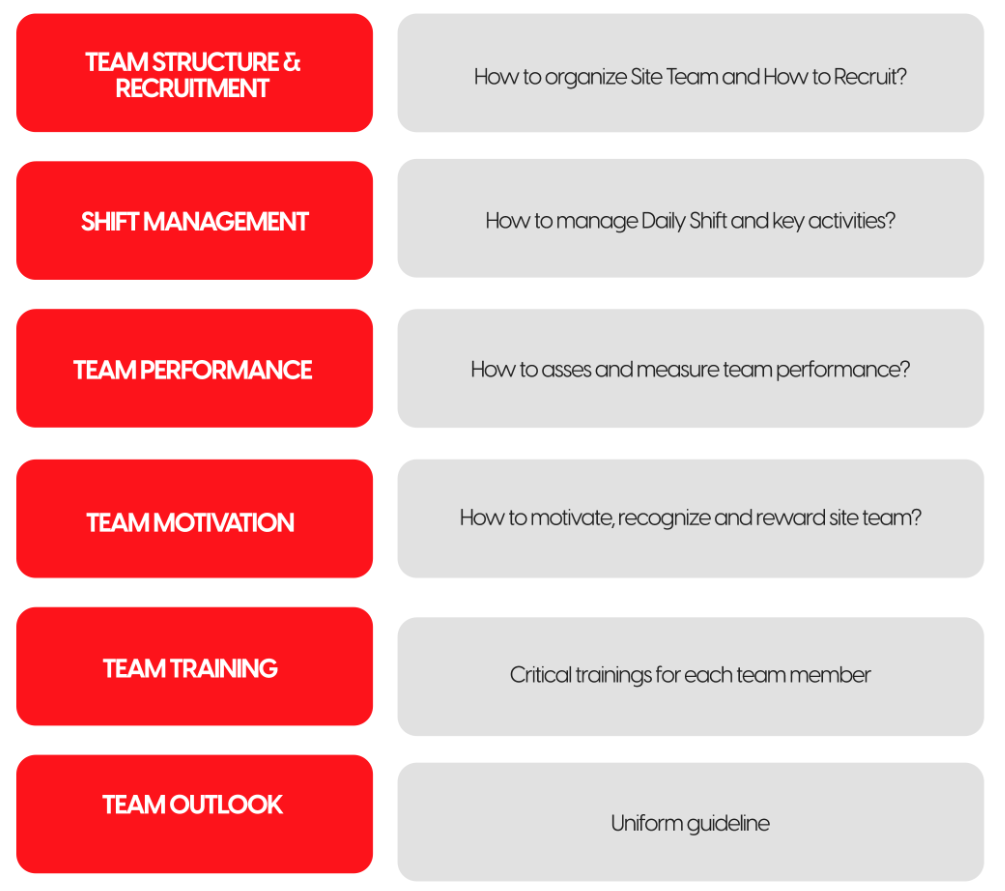 TEAM STRUCTURE &
RECRUITMENT
How to organize Site Team and How to Recruit?
SHIFT MANAGEMENT
How to manage Daily Shift and key activities?
TEAM PERFORMANCE
How to asses and measure team performance?
TEAM MOTIVATION
How to motivate, recognize and reward site team?
TEAM TRAINING
Critical trainings for each team member
TEAM OUTLOOK
Uniform guideline